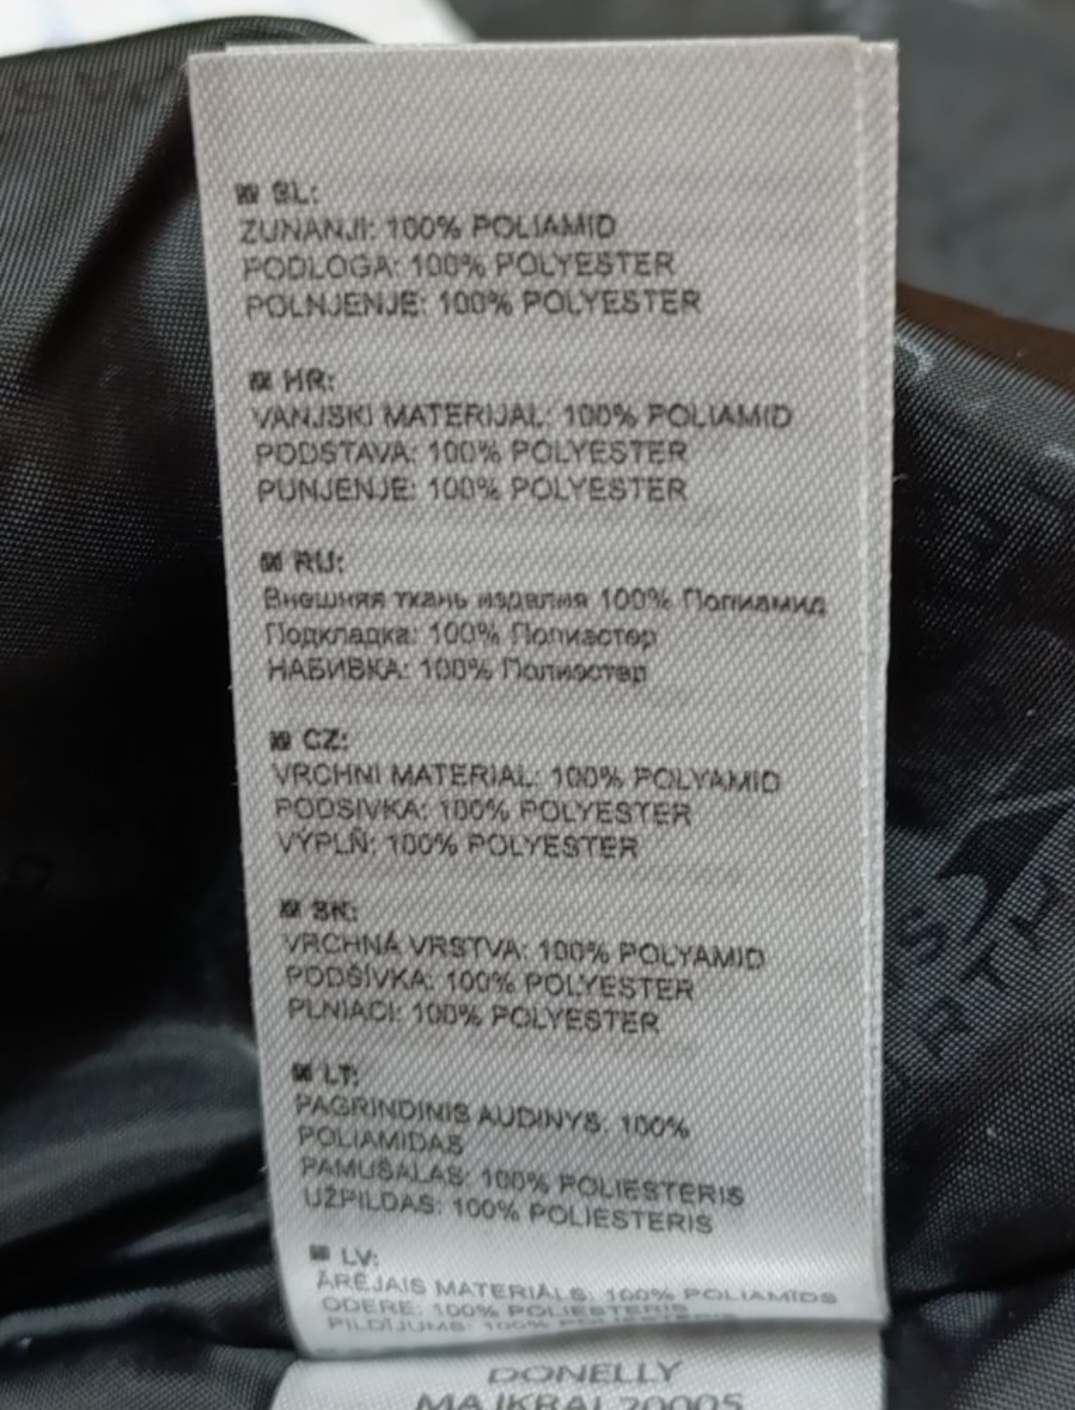 SL:
ZUNANJI: 100% POLIAMID
PODLOGA: 100% POLYESTER
POLNJENJE: 100% POLYESTER
HR:
VANJSKI MATERIJAL: 100% POLIAMID
PODSTAVA: 100% POLYESTER
PUNJENJE: 100% POLYESTER
RU:
Внешняя ткань изделия 100% Полиамид
Подкладка: 100% Полиэстер
НАБИВКА: 100% Полиэстер
CZ:
VRCHNI MATERIAL: 100% POLYAMID
PODSIVKA: 100% POLYESTER
VÝPLŇ: 100% POLYESTER
SK:
VRCHNÁ VRSTVA: 100% POLYAMID
PODŠÍVKA: 100% POLYESTER
PLNIACI: 100% POLYESTER
LT:
PAGRINDINIS AUDINYS: 100%
POLIAMIDAS
PAMUŠALAS: 100% POLIESTERIS
UŽPILDAS: 100% POLIESTERIS
LV:
ĀRĒJAIS MATERIĀLS: 100% POLIAMĪDS
ODERE: 100% POLIESTERIS
PILDĪJUMS: 100% POLIESTERIS
DONELLY